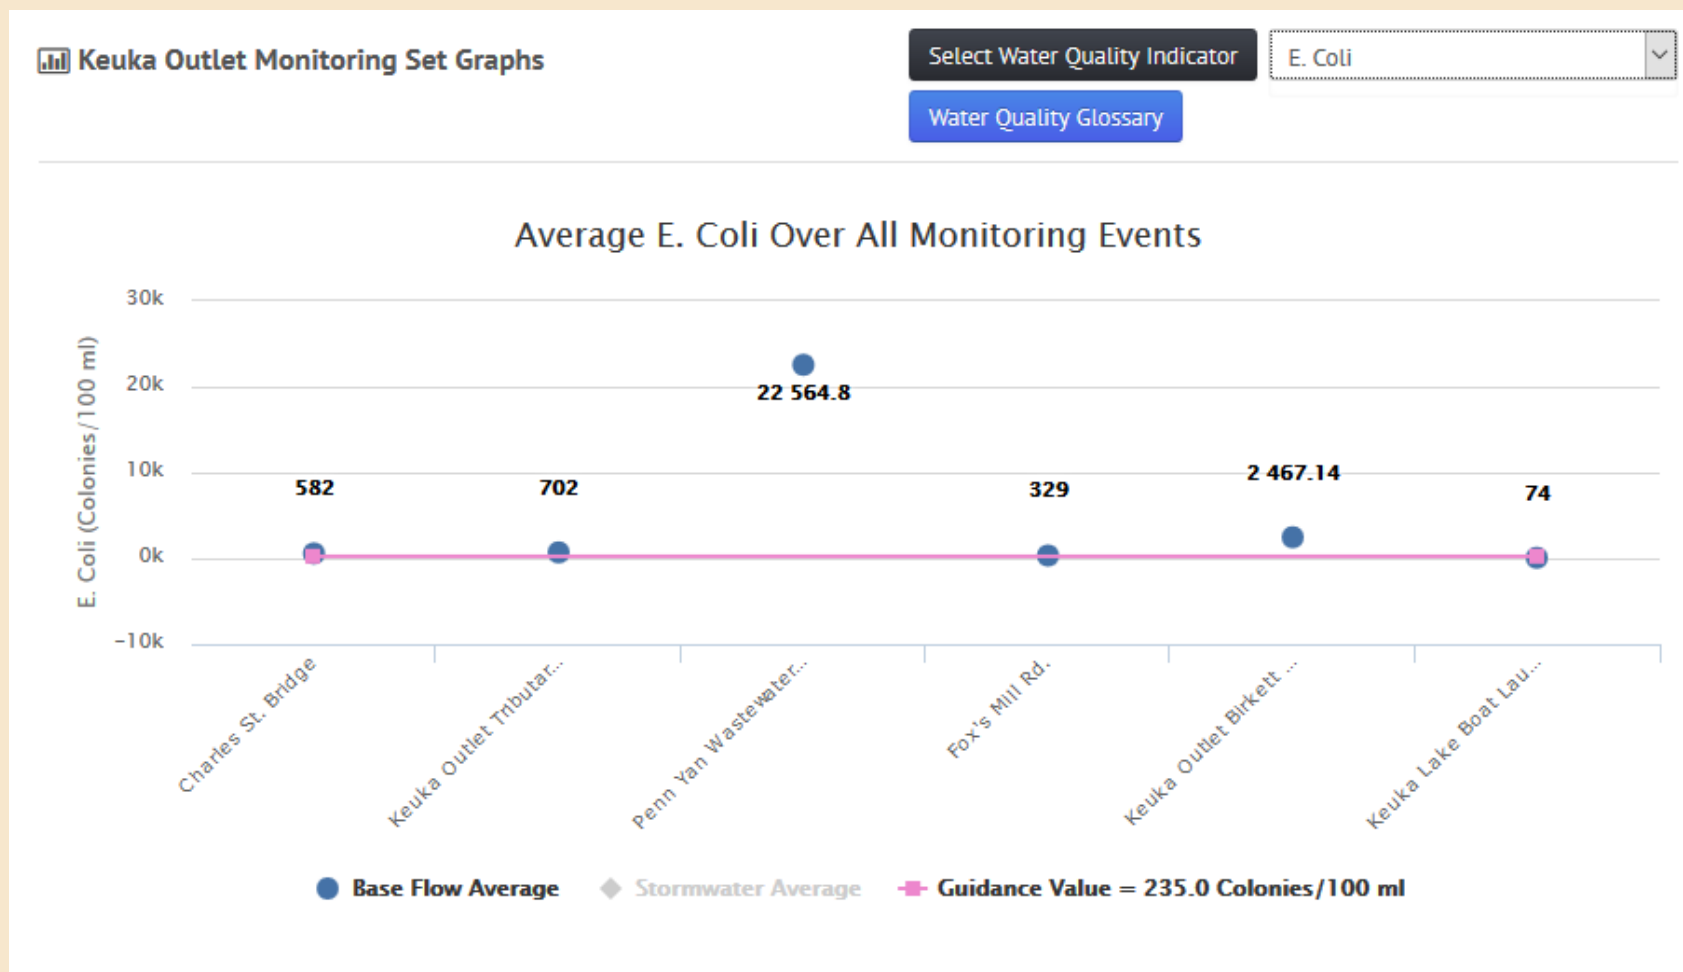 Keuka Outlet Monitoring Set Graphs
Select Water Quality Indicator
E. Coli
Water Quality Glossary
Average E. Coli Over All Monitoring Events
E. Coli (Colonies/100 ml)
30k
20k
10k
0k
-10k
582
702
22 564.8
329
2 467.14
74
Charles St. Bridge
Keuka Outlet Tributar...
Penn Yan Wastewater...
Fox's Mill Rd.
Keuka Outlet Birkett ...
Keuka Lake Boat Lau...
Base Flow Average
Stormwater Average
Guidance Value = 235.0 Colonies/100 ml